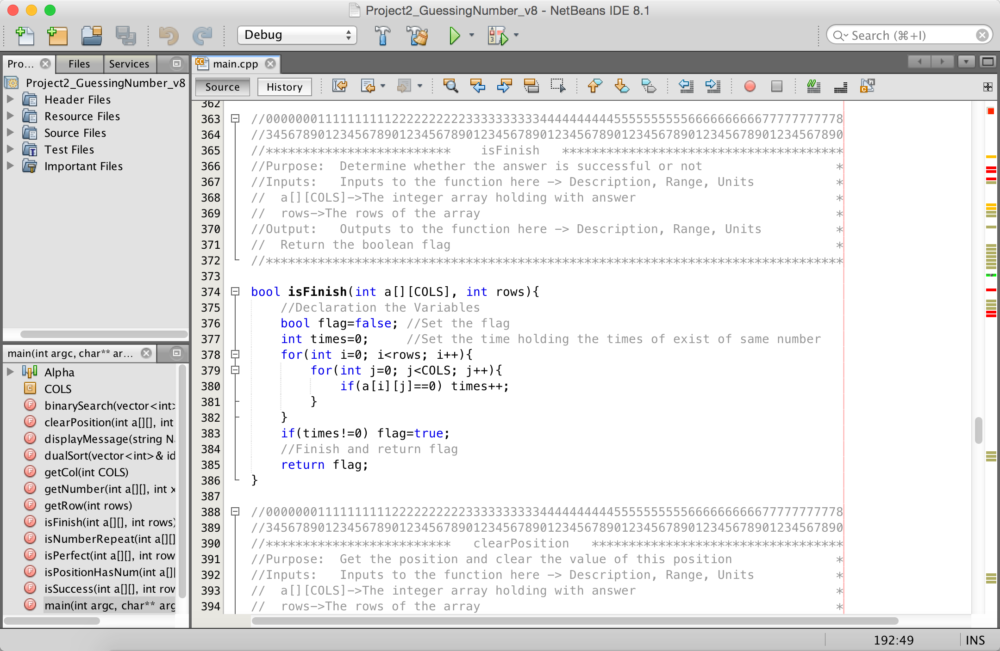 Project2_GuessingNumber_v8 - NetBeans IDE 8.1
Debug
Search (⌘+I)
Pro...
Files
Services
main.cpp
Project2_GuessingNumber_v8
Header Files
Resource Files
Source Files
Test Files
Important Files
Source
History
362
363 //000000011111111112222222222333333333344444444445555555555666666666677777777778
364 //345678901234567890123456789012345678901234567890123456789012345678901234567890
365 //*************************    isFinish   **************************************
366 //Purpose:  Determine whether the answer is successful or not                  *
367 //Inputs:   Inputs to the function here -> Description, Range, Units           *
368 //  a[][COLS]->The integer array holding with answer                           *
369 //  rows->The rows of the array                                                *
370 //Output:   Outputs to the function here -> Description, Range, Units          *
371 //  Return the boolean flag                                                    *
372 //******************************************************************************
373
374 bool isFinish(int a[][COLS], int rows){
375     //Declaration the Variables
376     bool flag=false; //Set the flag
377     int times=0;     //Set the time holding the times of exist of same number
378     for(int i=0; i<rows; i++){
379         for(int j=0; j<COLS; j++){
380             if(a[i][j]==0) times++;
381         }
382     }
383     if(times!=0) flag=true;
384     //Finish and return flag
385     return flag;
386 }
387
388 //000000011111111112222222222333333333344444444445555555555666666666677777777778
389 //345678901234567890123456789012345678901234567890123456789012345678901234567890
390 //*************************   clearPosition   **********************************
391 //Purpose:  Get the position and clear the value of this position              *
392 //Inputs:   Inputs to the function here -> Description, Range, Units           *
393 //  a[][COLS]->The integer array holding with answer                           *
394 //  rows->The rows of the array                                                *
main(int argc, char** ar...
Alpha
COLS
binarySearch(vector<int>
clearPosition(int a[][], int
displayMessage(string N
dualSort(vector<int>& id
getCol(int COLS)
getNumber(int a[][], int x
getRow(int rows)
isFinish(int a[][], int rows)
isNumberRepeat(int a[][]
isPerfect(int a[][], int row
isPositionHasNum(int a[][
isSuccess(int a[][], int row
main(int argc, char** arg
192:49
INS